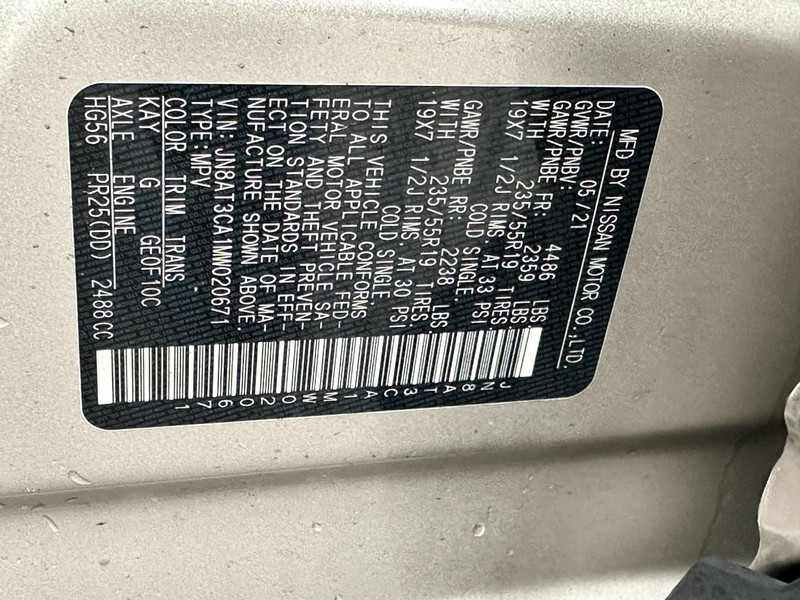 MFD BY NISSAN MOTOR CO.,LTD.
DATE: 05 /21
GVWR/PNBV: 4486 LBS
GAWR/PNBE FR: 2359 LBS
WITH 235/55R19 TIRES,
19X7 1/2J RIMS, AT 33 PSI
COLD SINGLE.
GAWR/PNBE RR: 2238 LBS
WITH 235/55R19 TIRES,
19X7 1/2J RIMS, AT 30 PSI
COLD SINGLE.
THIS VEHICLE CONFORMS
TO ALL APPLICABLE FED-
ERAL MOTOR VEHICLE SA-
FETY AND THEFT PREVEN-
TION STANDARDS IN EFF-
ECT ON THE DATE OF MA-
NUFACTURE SHOWN ABOVE.
VIN: JN8AT3CA1MW020671
TYPE: MPV
COLOR TRIM TRANS
KAY G GEOF10C
AXLE ENGINE
HG56 PR25(DD) 2488CC
JN8AT3CA1MW020671